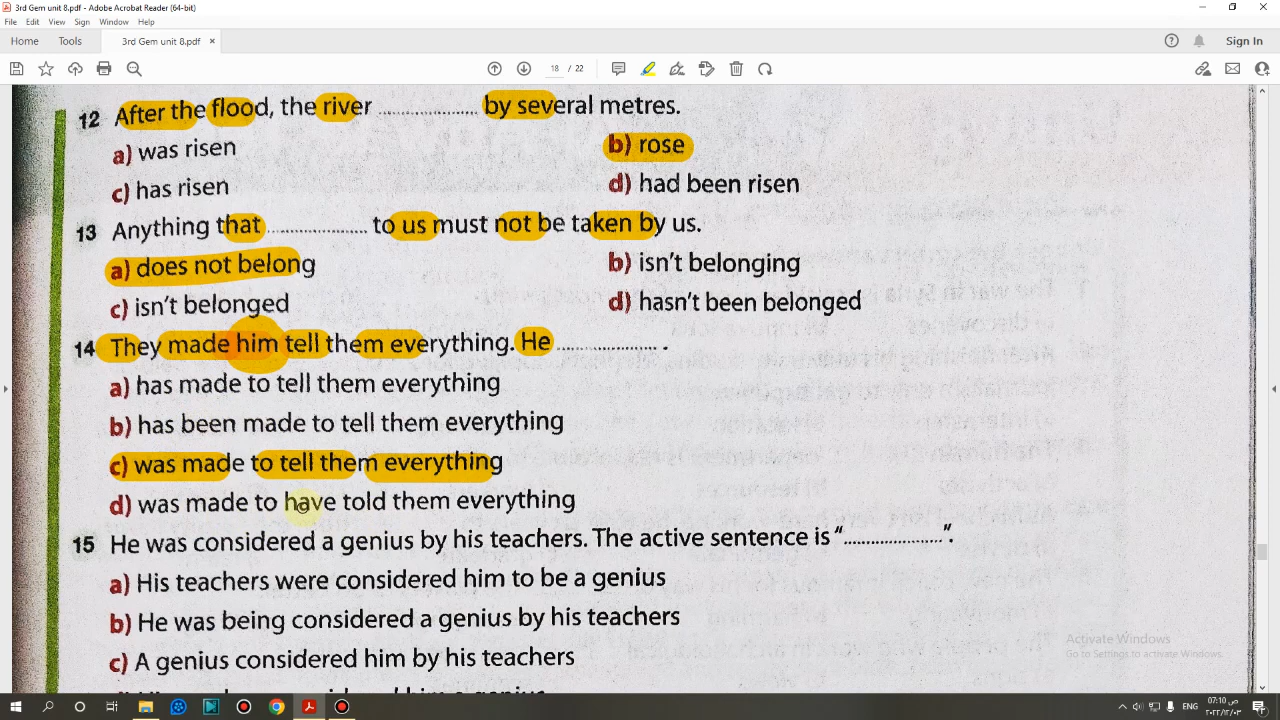 3rd Gem unit 8.pdf - Adobe Acrobat Reader (64-bit)
File Edit View Sign Window Help
Home Tools 3rd Gem unit 8.pdf × Sign In
18 / 22
12 After the flood, the river .................... by several metres.
a) was risen b) rose
c) has risen d) had been risen
13 Anything that .................... to us must not be taken by us.
a) does not belong b) isn't belonging
c) isn't belonged d) hasn't been belonged
14 They made him tell them everything. He .................... .
a) has made to tell them everything
b) has been made to tell them everything
c) was made to tell them everything
d) was made to have told them everything
15 He was considered a genius by his teachers. The active sentence is "....................".
a) His teachers were considered him to be a genius
b) He was being considered a genius by his teachers
c) A genius considered him by his teachers
Activate Windows
Go to Settings to activate Windows.
ENG 07:10 ص
٢٠٢٢/١٢/٠٣